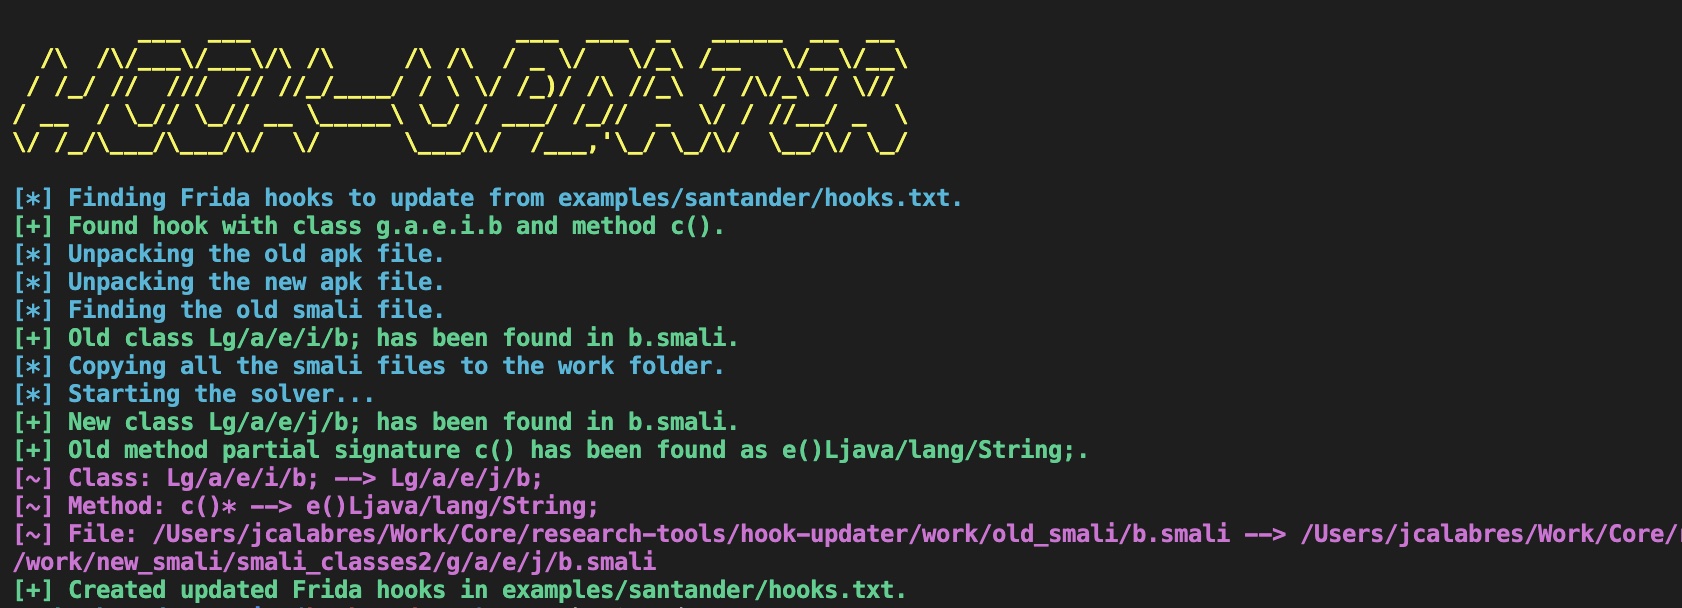 HOOK-UPDATER
[*] Finding Frida hooks to update from examples/santander/hooks.txt.
[+] Found hook with class g.a.e.i.b and method c().
[*] Unpacking the old apk file.
[*] Unpacking the new apk file.
[*] Finding the old smali file.
[+] Old class Lg/a/e/i/b; has been found in b.smali.
[*] Copying all the smali files to the work folder.
[*] Starting the solver...
[+] New class Lg/a/e/j/b; has been found in b.smali.
[+] Old method partial signature c() has been found as e()Ljava/lang/String;.
[~] Class: Lg/a/e/i/b; --> Lg/a/e/j/b;
[~] Method: c()* --> e()Ljava/lang/String;
[~] File: /Users/jcalabres/Work/Core/research-tools/hook-updater/work/old_smali/b.smali --> /Users/jcalabres/Work/Core/
/work/new_smali/smali_classes2/g/a/e/j/b.smali
[+] Created updated Frida hooks in examples/santander/hooks.txt.